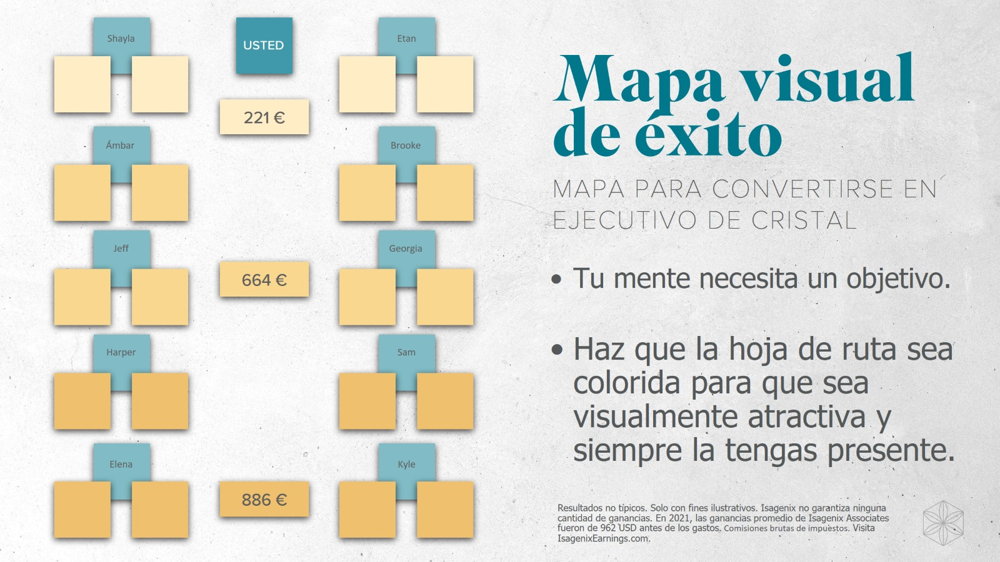 Shayla
USTED
Etan
221 €
Ámbar
Brooke
Jeff
664 €
Georgia
Harper
Sam
Elena
886 €
Kyle
Mapa visual
de éxito
MAPA PARA CONVERTIRSE EN´
EJECUTIVO DE CRISTAL
• Tu mente necesita un objetivo.
• Haz que la hoja de ruta sea
colorida para que sea
visualmente atractiva y
siempre la tengas presente.
Resultados no típicos. Solo con fines ilustrativos. Isagenix no garantiza ninguna
cantidad de ganancias. En 2021, las ganancias promedio de Isagenix Associates
fueron de 962 USD antes de los gastos. Comisiones brutas de impuestos. Visita
IsagenixEarnings.com.